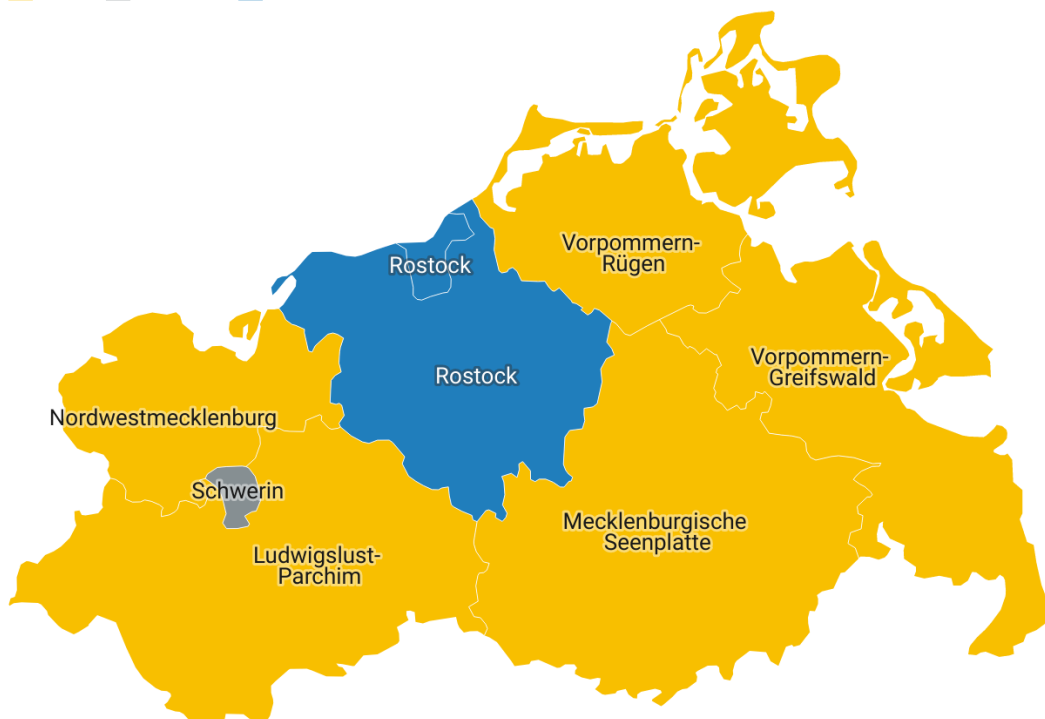 Vorpommern-
Rügen
Rostock
Vorpommern-
Greifswald
Rostock
Nordwestmecklenburg
Schwerin
Mecklenburgische
Seenplatte
Ludwigslust-
Parchim